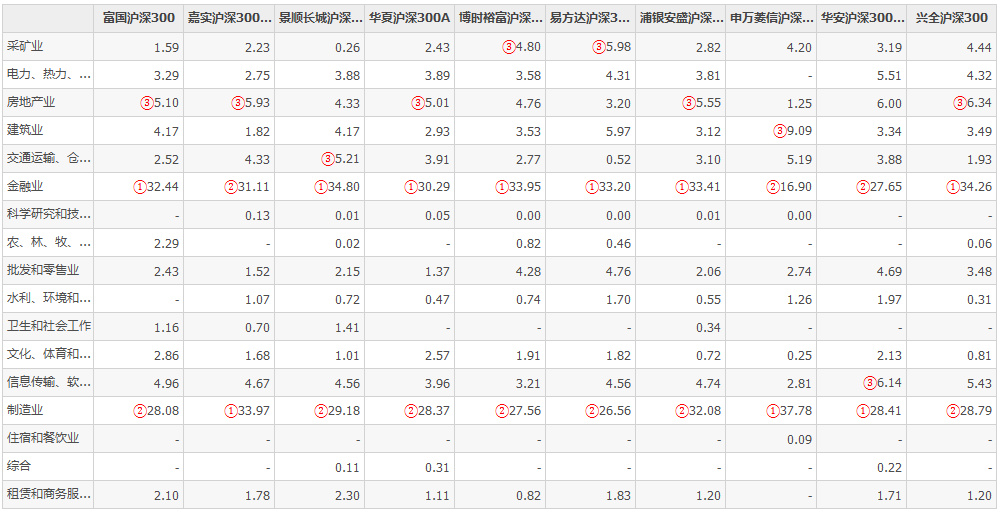 富国沪深300 嘉实沪深300... 景顺长城沪深... 华夏沪深300A 博时裕富沪深... 易方达沪深3... 浦银安盛沪深... 申万菱信沪深... 华安沪深300... 兴全沪深300
采矿业 1.59 2.23 0.26 2.43 ③4.80 ③5.98 2.82 4.20 3.19 4.44
电力、热力、... 3.29 2.75 3.88 3.89 3.58 4.31 3.81 - 5.51 4.32
房地产业 ③5.10 ③5.93 4.33 ③5.01 4.76 3.20 ③5.55 1.25 6.00 ③6.34
建筑业 4.17 1.82 4.17 2.93 3.53 5.97 3.12 ③9.09 3.34 3.49
交通运输、仓... 2.52 4.33 ③5.21 3.91 2.77 0.52 3.10 5.19 3.88 1.93
金融业 ①32.44 ②31.11 ①34.80 ①30.29 ①33.95 ①33.20 ①33.41 ②16.90 ②27.65 ①34.26
科学研究和技... - 0.13 0.01 0.05 0.00 0.00 0.01 0.00 - -
农、林、牧、... 2.29 - 0.02 - 0.82 0.46 - - - 0.06
批发和零售业 2.43 1.52 2.15 1.37 4.28 4.76 2.06 2.74 4.69 3.48
水利、环境和... - 1.07 0.72 0.47 0.74 1.70 0.55 1.26 1.97 0.31
卫生和社会工作 1.16 0.70 1.41 - - - 0.34 - - -
文化、体育和... 2.86 1.68 1.01 2.57 1.91 1.82 0.72 0.25 2.13 0.81
信息传输、软... 4.96 4.67 4.56 3.96 3.21 4.56 4.74 2.81 ③6.14 5.43
制造业 ②28.08 ①33.97 ②29.18 ②28.37 ②27.56 ②26.56 ②32.08 ①37.78 ①28.41 ②28.79
住宿和餐饮业 - - - - - - - 0.09 - -
综合 - - 0.11 0.31 - - - - 0.22 -
租赁和商务服... 2.10 1.78 2.30 1.11 0.82 1.83 1.20 - 1.71 1.20